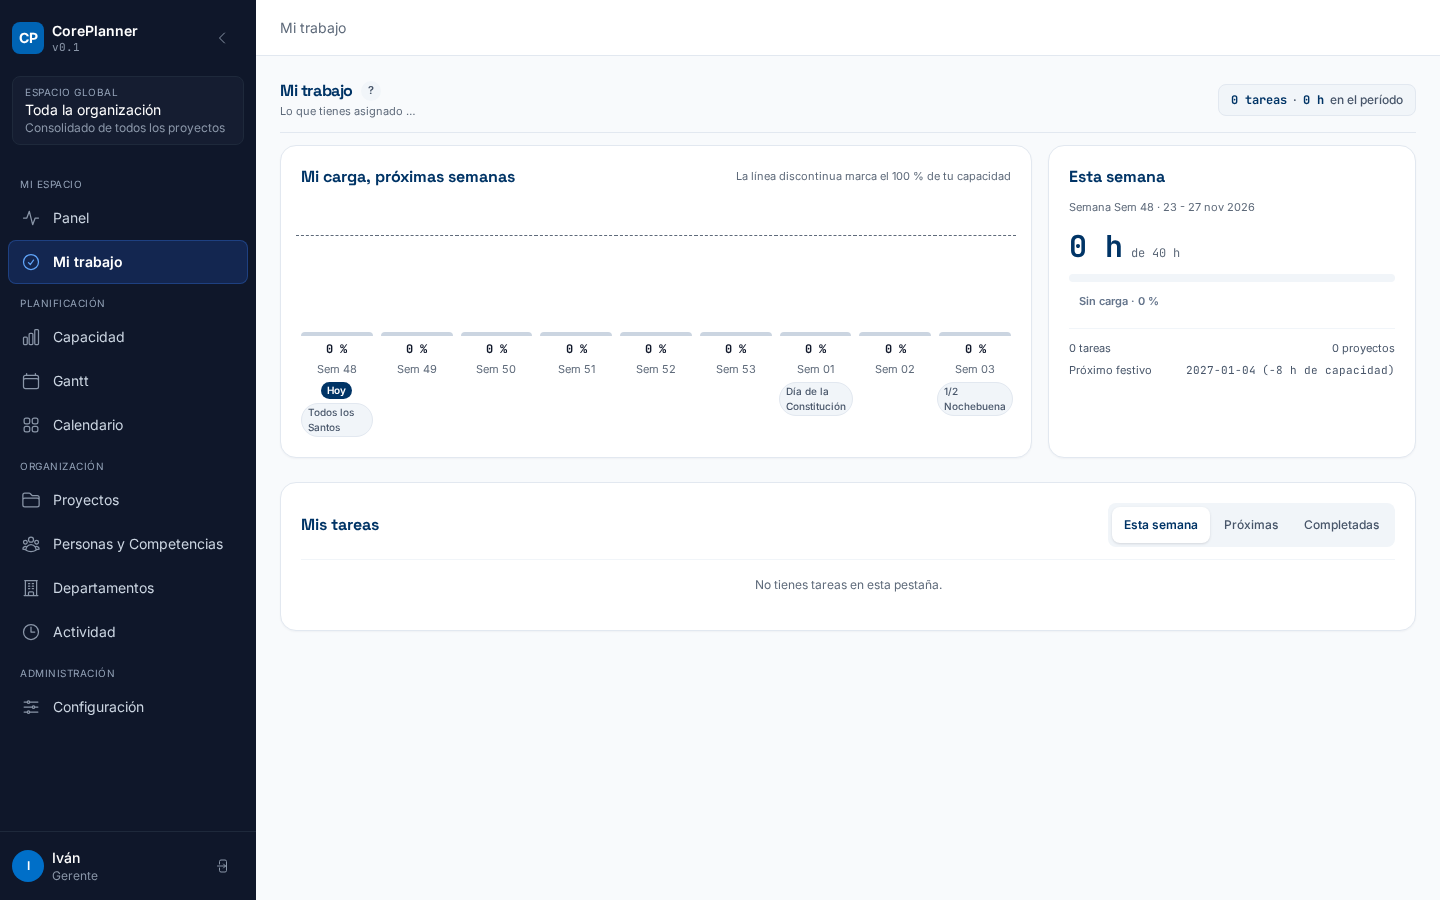 CP
CorePlanner
v0.1
ESPACIO GLOBAL
Toda la organización
Consolidado de todos los proyectos
MI ESPACIO
Panel
Mi trabajo
PLANIFICACIÓN
Capacidad
Gantt
Calendario
ORGANIZACIÓN
Proyectos
Personas y Competencias
Departamentos
Actividad
ADMINISTRACIÓN
Configuración
I
Iván
Gerente
Mi trabajo
Mi trabajo ?
Lo que tienes asignado ...
0 tareas · 0 h en el período
Mi carga, próximas semanas
La línea discontinua marca el 100 % de tu capacidad
0 % 0 % 0 % 0 % 0 % 0 % 0 % 0 % 0 %
Sem 48 Sem 49 Sem 50 Sem 51 Sem 52 Sem 53 Sem 01 Sem 02 Sem 03
Hoy
Todos los
Santos
Día de la
Constitución
1/2
Nochebuena
Esta semana
Semana Sem 48 · 23 - 27 nov 2026
0 h de 40 h
Sin carga · 0 %
0 tareas 0 proyectos
Próximo festivo 2027-01-04 (-8 h de capacidad)
Mis tareas
Esta semana Próximas Completadas
No tienes tareas en esta pestaña.